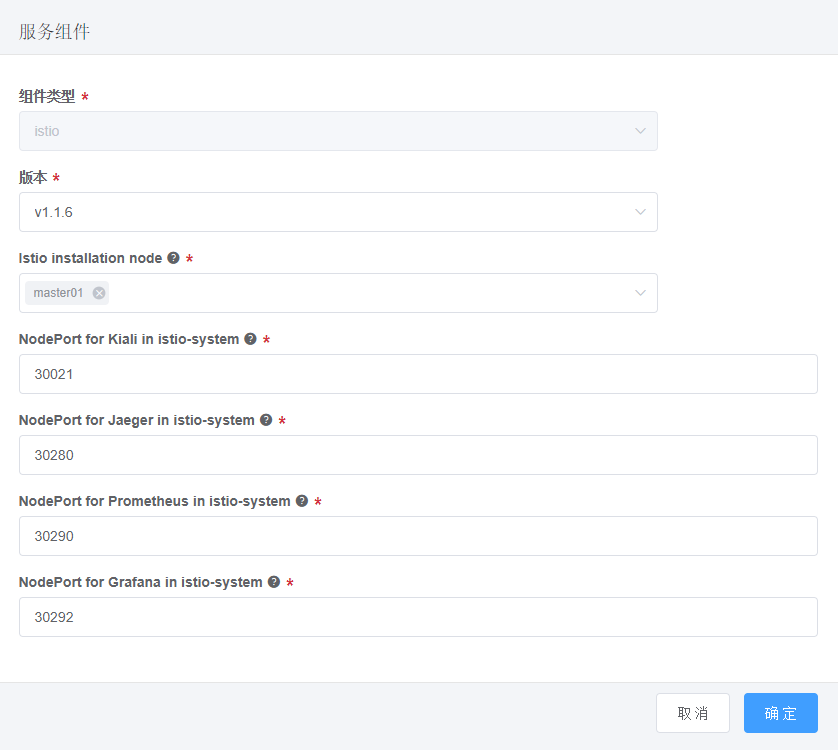 服务组件
组件类型 *
istio
版本 *
v1.1.6
Istio installation node ? *
master01
NodePort for Kiali in istio-system ? *
30021
NodePort for Jaeger in istio-system ? *
30280
NodePort for Prometheus in istio-system ? *
30290
NodePort for Grafana in istio-system ? *
30292
取消 确定